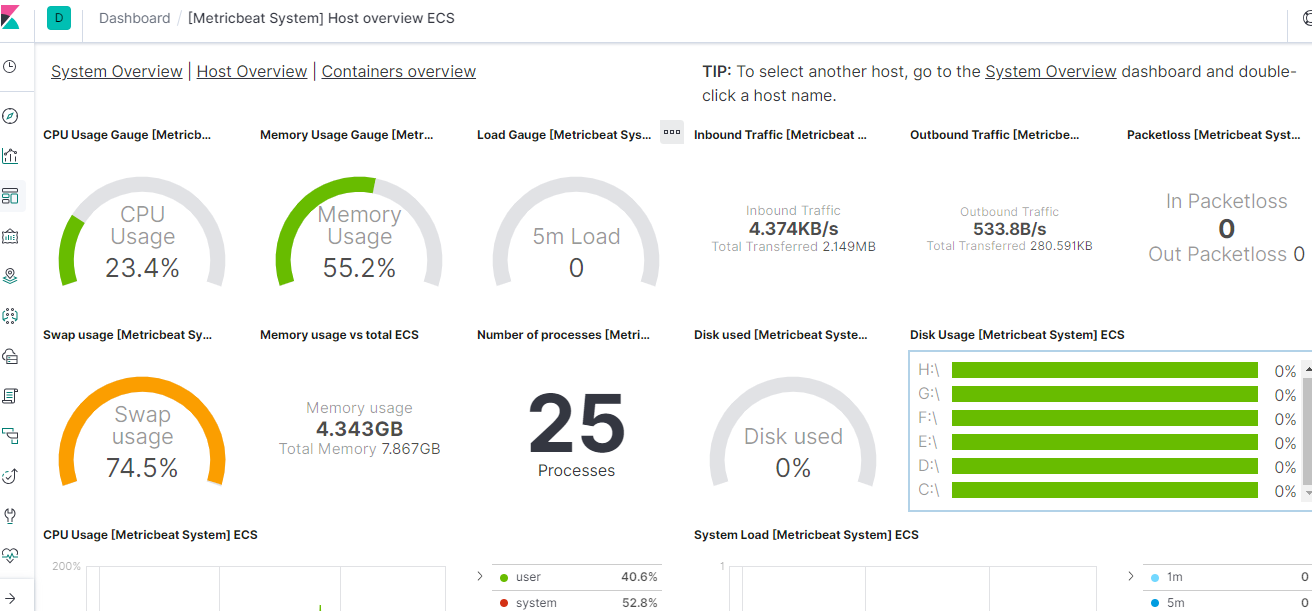 D Dashboard / [Metricbeat System] Host overview ECS
System Overview | Host Overview | Containers overview
TIP: To select another host, go to the System Overview dashboard and double-
click a host name.
CPU Usage Gauge [Metricb...
CPU
Usage
23.4%
Memory Usage Gauge [Metr...
Memory
Usage
55.2%
Load Gauge [Metricbeat Sys...
5m Load
0
Inbound Traffic [Metricbeat ...
Inbound Traffic
4.374KB/s
Total Transferred 2.149MB
Outbound Traffic [Metricbe...
Outbound Traffic
533.8B/s
Total Transferred 280.591KB
Packetloss [Metricbeat Syst...
In Packetloss
0
Out Packetloss 0
Swap usage [Metricbeat Sy...
Swap
usage
74.5%
Memory usage vs total ECS
Memory usage
4.343GB
Total Memory 7.867GB
Number of processes [Metri...
25
Processes
Disk used [Metricbeat Syste...
Disk used
0%
Disk Usage [Metricbeat System] ECS
H:\ 0%
G:\ 0%
F:\ 0%
E:\ 0%
D:\ 0%
C:\ 0%
CPU Usage [Metricbeat System] ECS
200%
user 40.6%
system 52.8%
System Load [Metricbeat System] ECS
1
1m 0
5m 0